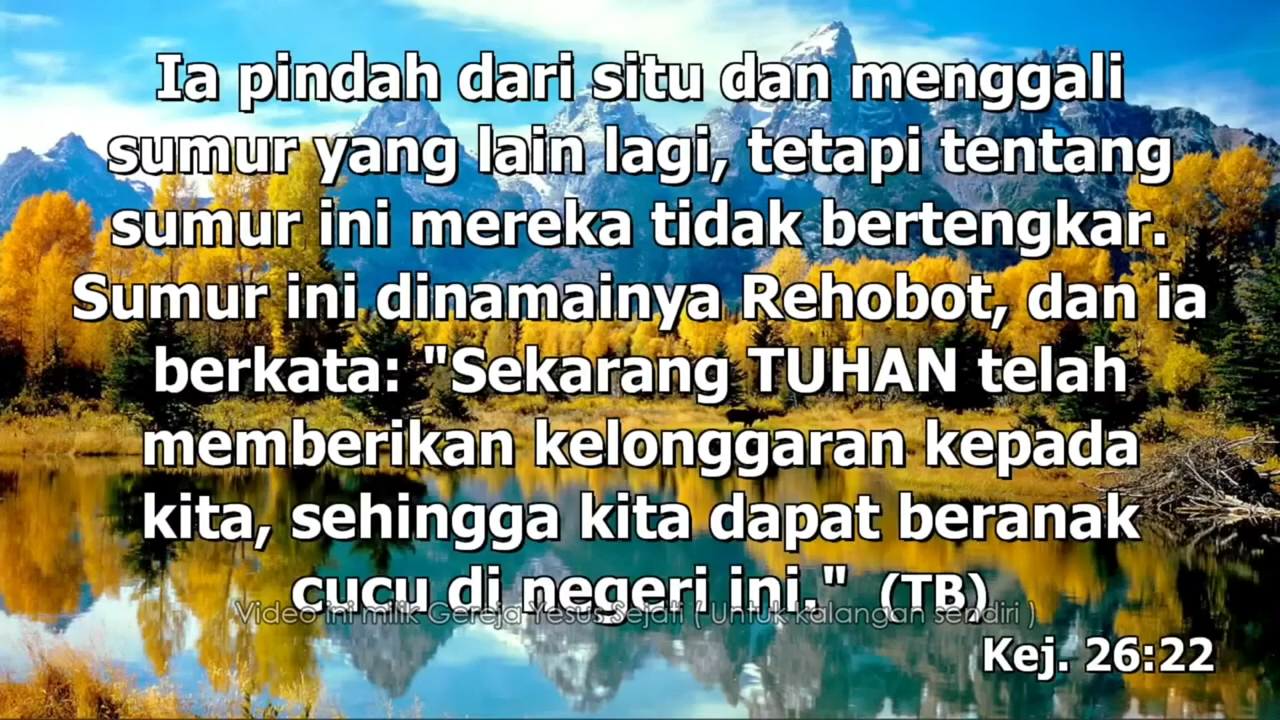 Ia pindah dari situ dan menggali
sumur yang lain lagi, tetapi tentang
sumur ini mereka tidak bertengkar.
Sumur ini dinamainya Rehobot, dan ia
berkata: "Sekarang TUHAN telah
memberikan kelonggaran kepada
kita, sehingga kita dapat beranak
cucu di negeri ini." (TB)
Video ini milik Gereja Yesus Sejati ( Untuk kalangan sendiri )
Kej. 26:22